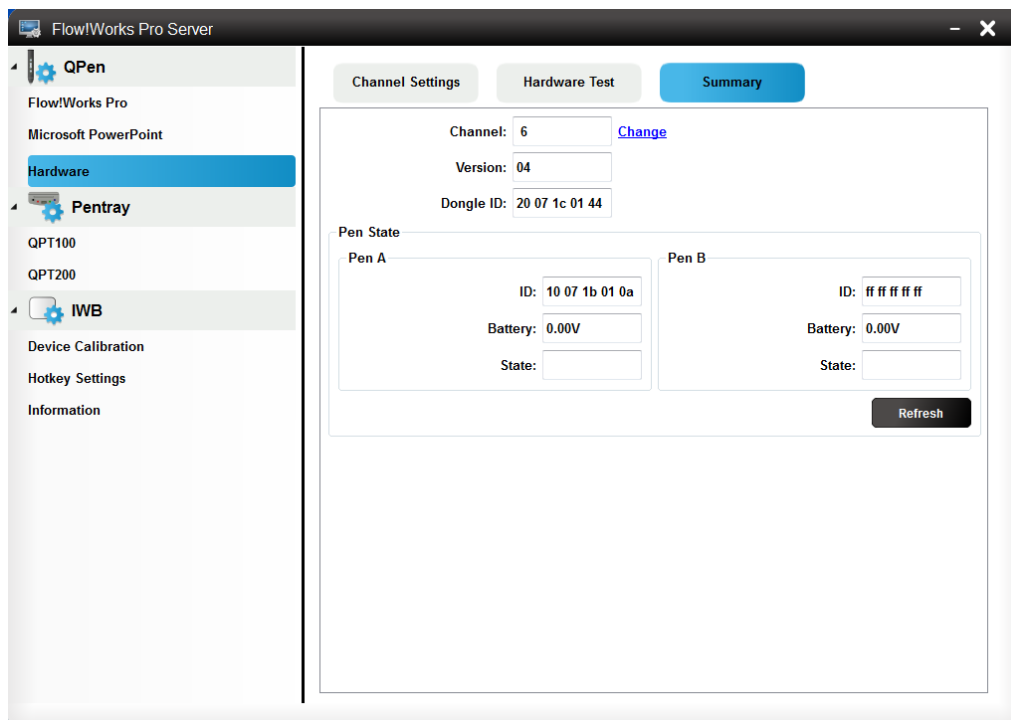 Flow!Works Pro Server
QPen
Flow!Works Pro
Microsoft PowerPoint
Hardware
Pentray
QPT100
QPT200
IWB
Device Calibration
Hotkey Settings
Information
Channel Settings
Hardware Test
Summary
Channel: 6 Change
Version: 04
Dongle ID: 20 07 1c 01 44
Pen State
Pen A
ID: 10 07 1b 01 0a
Battery: 0.00V
State:
Pen B
ID: ff ff ff ff ff
Battery: 0.00V
State:
Refresh